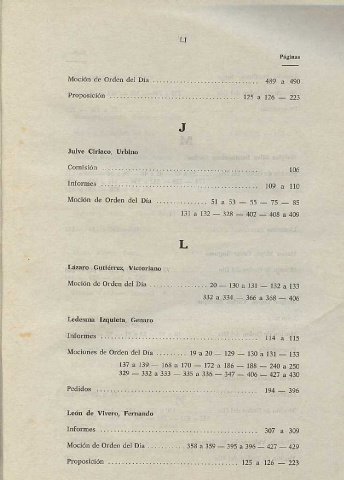 LI
Páginas
Moción de Orden del Día ........................ 489 a 490
Proposición ........................ 125 a 126 — 223
J
Julve Ciriaco, Urbino
Comisión ........................ 106
Informes ........................ 109 a 110
Moción de Orden del Día ............ 51 a 53 — 55 — 75 — 85
131 a 132 — 328 — 402 — 408 a 409
L
Lázaro Gutiérrez, Victoriano
Moción de Orden del Día ............ 20 — 130 a 131 — 132 a 133
332 a 334 — 366 a 368 — 406
Ledesma Izquieta, Genaro
Informes ........................ 114 a 115
Mociones de Orden del Día ........ 19 a 20 — 129 — 130 a 131 — 133
137 a 139 — 168 a 170 — 172 a 186 — 188 — 240 a 250
329 — 332 a 333 — 335 a 336 — 347 — 406 — 427 a 430
Pedidos ........................ 194 — 396
León de Vivero, Fernando
Informes ........................ 307 a 309
Moción de Orden del Día .......... 358 a 359 — 395 a 396 — 427 — 429
Proposición ........................ 125 a 126 — 223